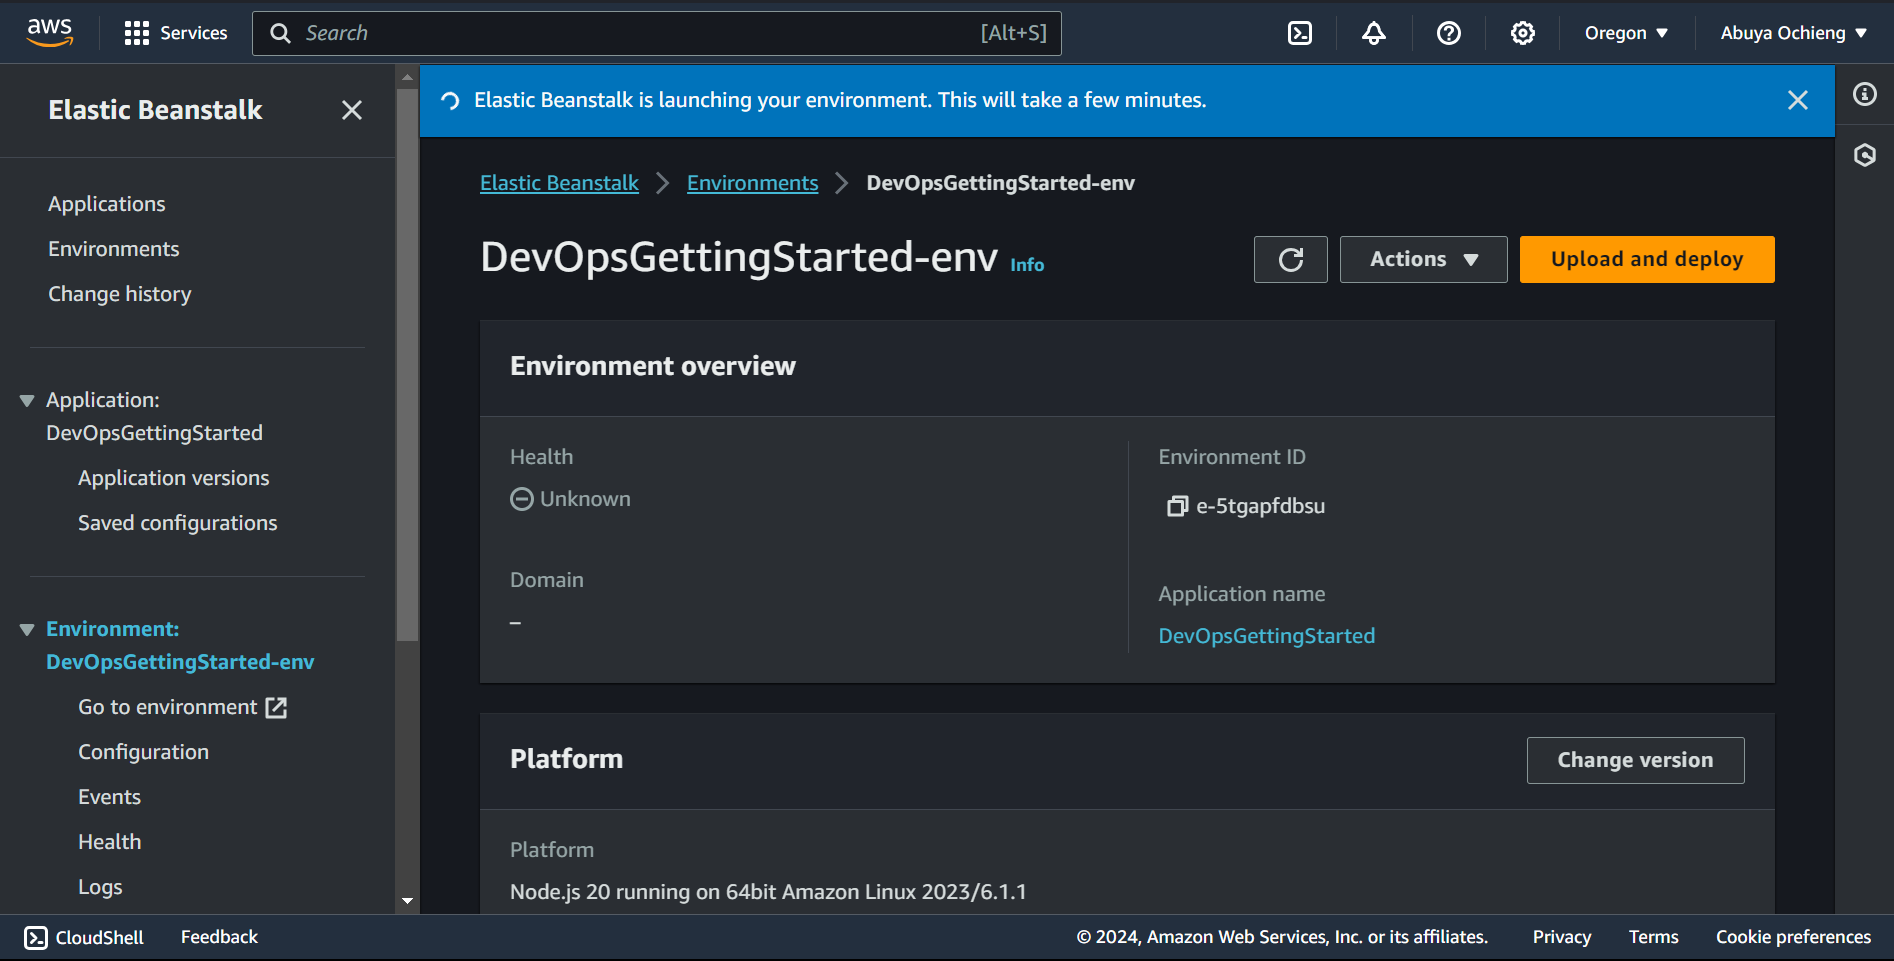 aws
Services
Search
[Alt+S]
Oregon
Abuya Ochieng
Elastic Beanstalk
Applications
Environments
Change history
Application:
DevOpsGettingStarted
Application versions
Saved configurations
Environment:
DevOpsGettingStarted-env
Go to environment
Configuration
Events
Health
Logs
Elastic Beanstalk is launching your environment. This will take a few minutes.
Elastic Beanstalk
Environments
DevOpsGettingStarted-env
DevOpsGettingStarted-env Info
Actions
Upload and deploy
Environment overview
Health
Unknown
Domain
–
Environment ID
e-5tgapfdbsu
Application name
DevOpsGettingStarted
Platform
Change version
Platform
Node.js 20 running on 64bit Amazon Linux 2023/6.1.1
CloudShell
Feedback
© 2024, Amazon Web Services, Inc. or its affiliates.
Privacy
Terms
Cookie preferences